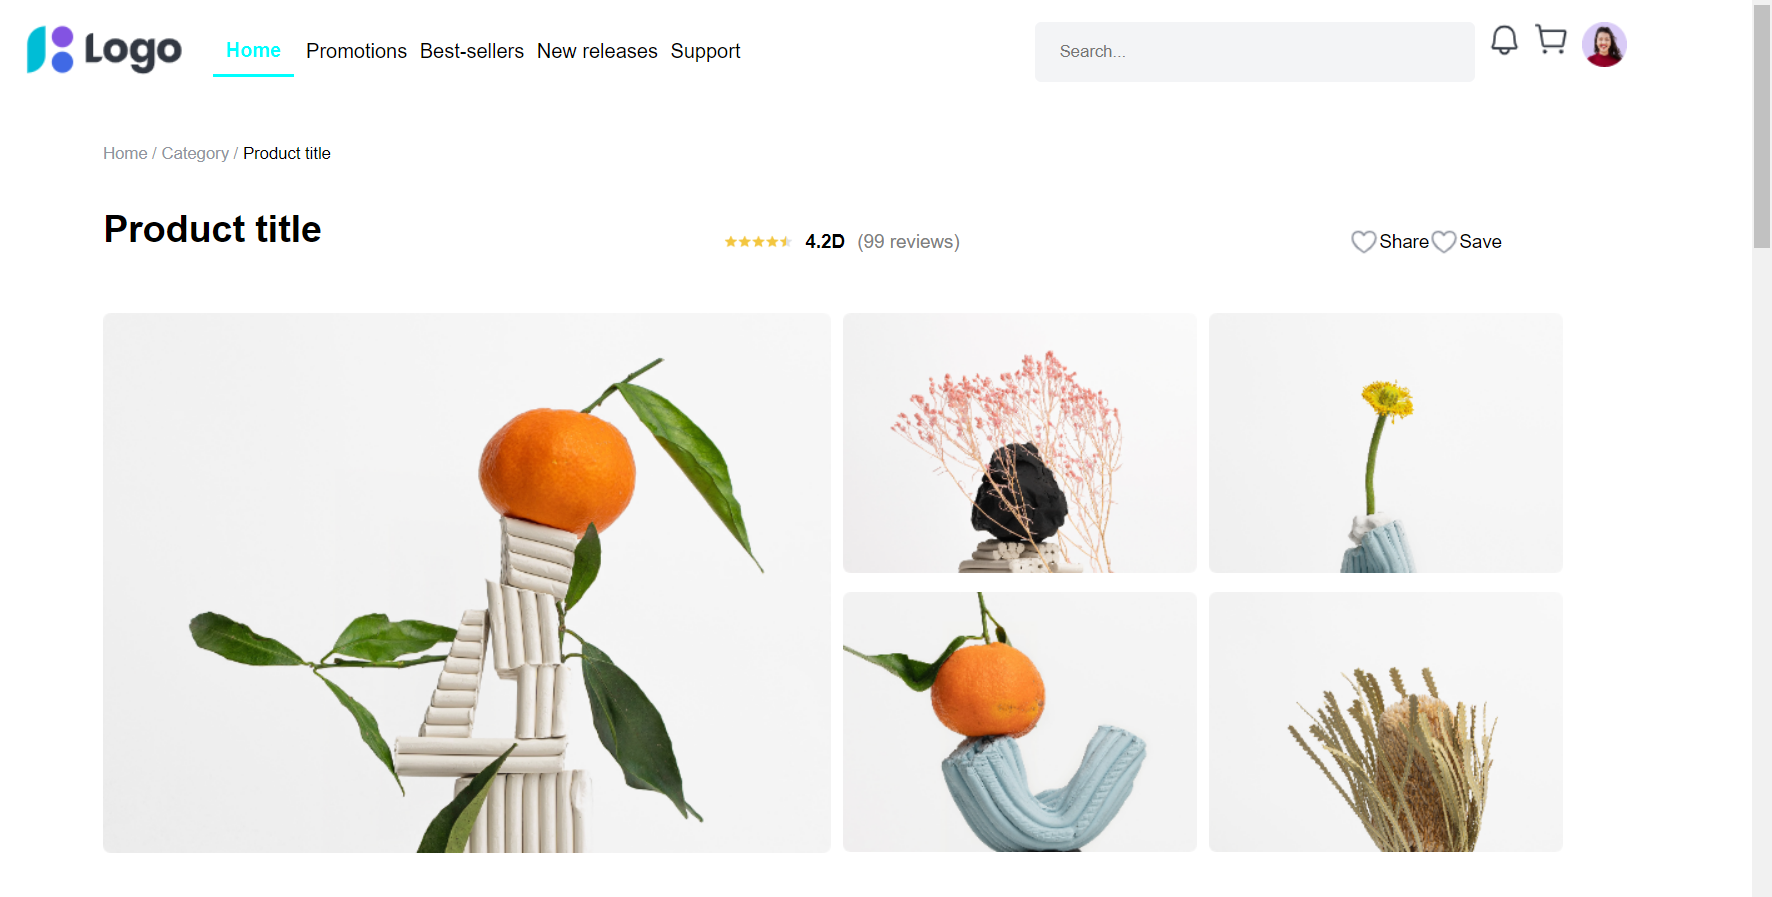 Logo
Home Promotions Best-sellers New releases Support
Search...
Home / Category / Product title
Product title
4.2D (99 reviews)
Share Save